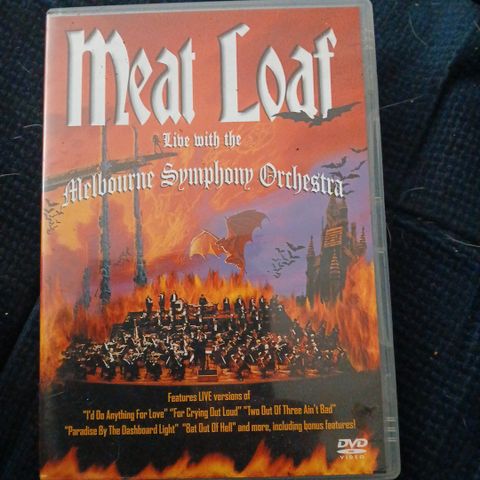 Meat Loaf
Live with the
Melbourne Symphony Orchestra
Features LIVE versions of
"I'd Do Anything For Love" "For Crying Out Loud" "Two Out Of Three Ain't Bad"
"Paradise By The Dashboard Light" "Bat Out Of Hell" and more, including bonus features!
DVD
VIDEO